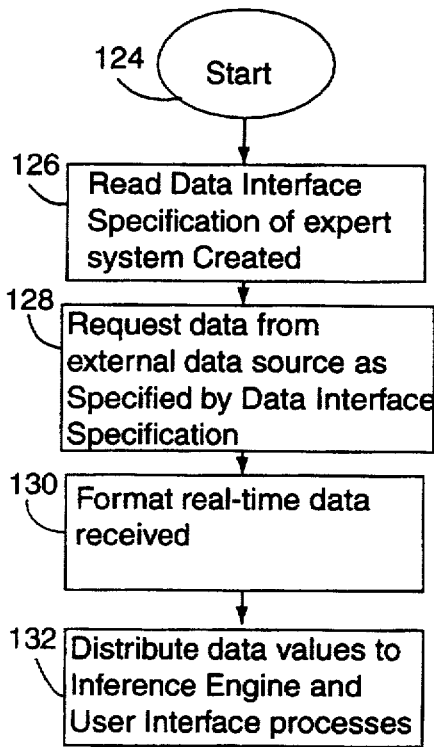 124
Start
126
Read Data Interface
Specification of expert
system Created
128
Request data from
external data source as
Specified by Data Interface
Specification
130
Format real-time data
received
132
Distribute data values to
Inference Engine and
User Interface processes